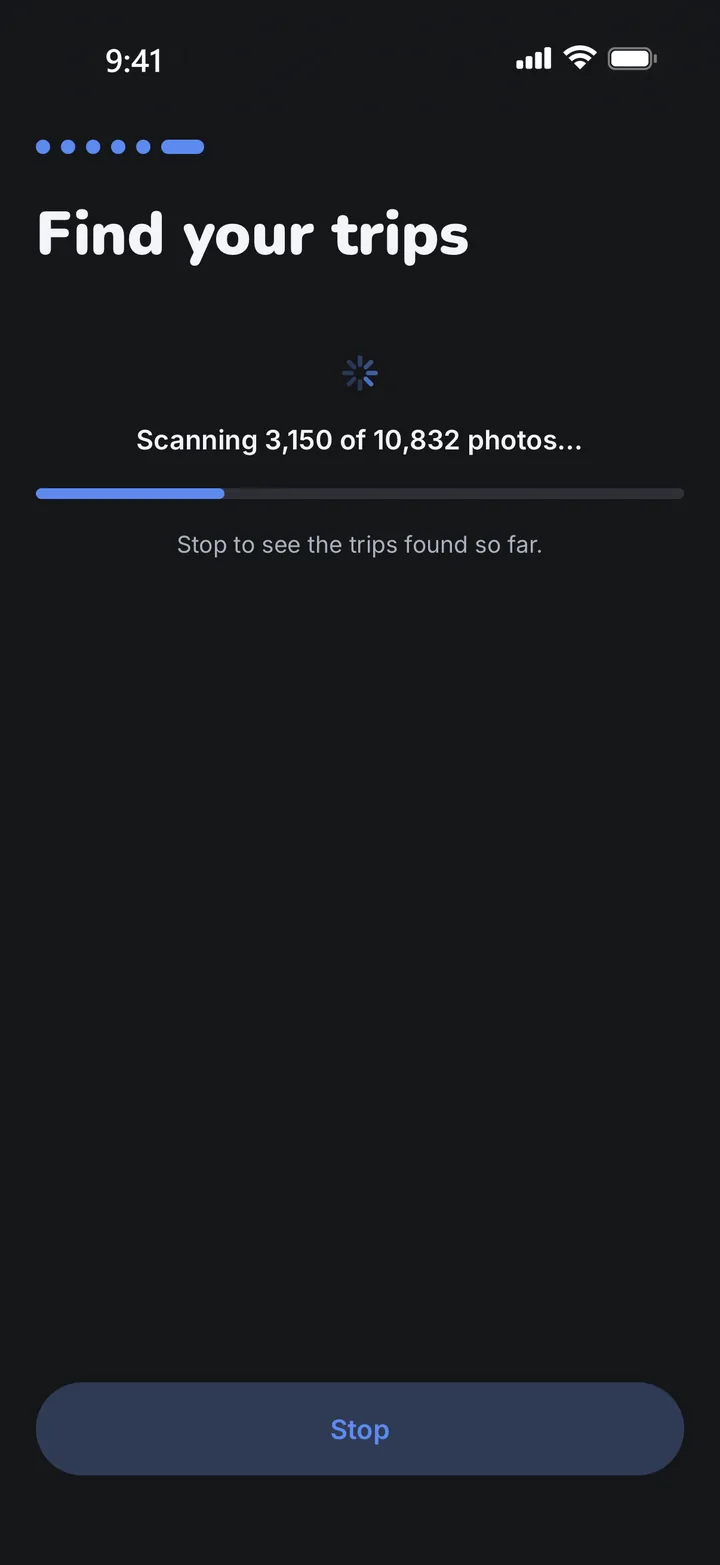 9:41
Find your trips
Scanning 3,150 of 10,832 photos...
Stop to see the trips found so far.
Stop